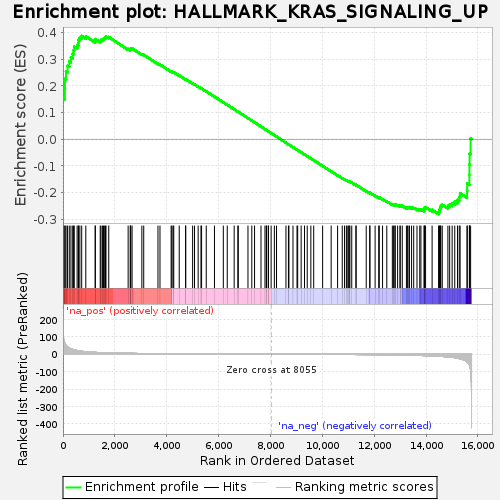 Enrichment plot: HALLMARK_KRAS_SIGNALING_UP
Enrichment score (ES)
0.4
0.3
0.2
0.1
0.0
-0.1
-0.2
-0.3
'na_pos' (positively correlated)
Ranked list metric (PreRanked)
200
100
0
-100
-200
-300
-400
Zero cross at 8055
'na_neg' (negatively correlated)
0 2,000 4,000 6,000 8,000 10,000 12,000 14,000 16,000
Rank in Ordered Dataset
Enrichment profile Hits Ranking metric scores